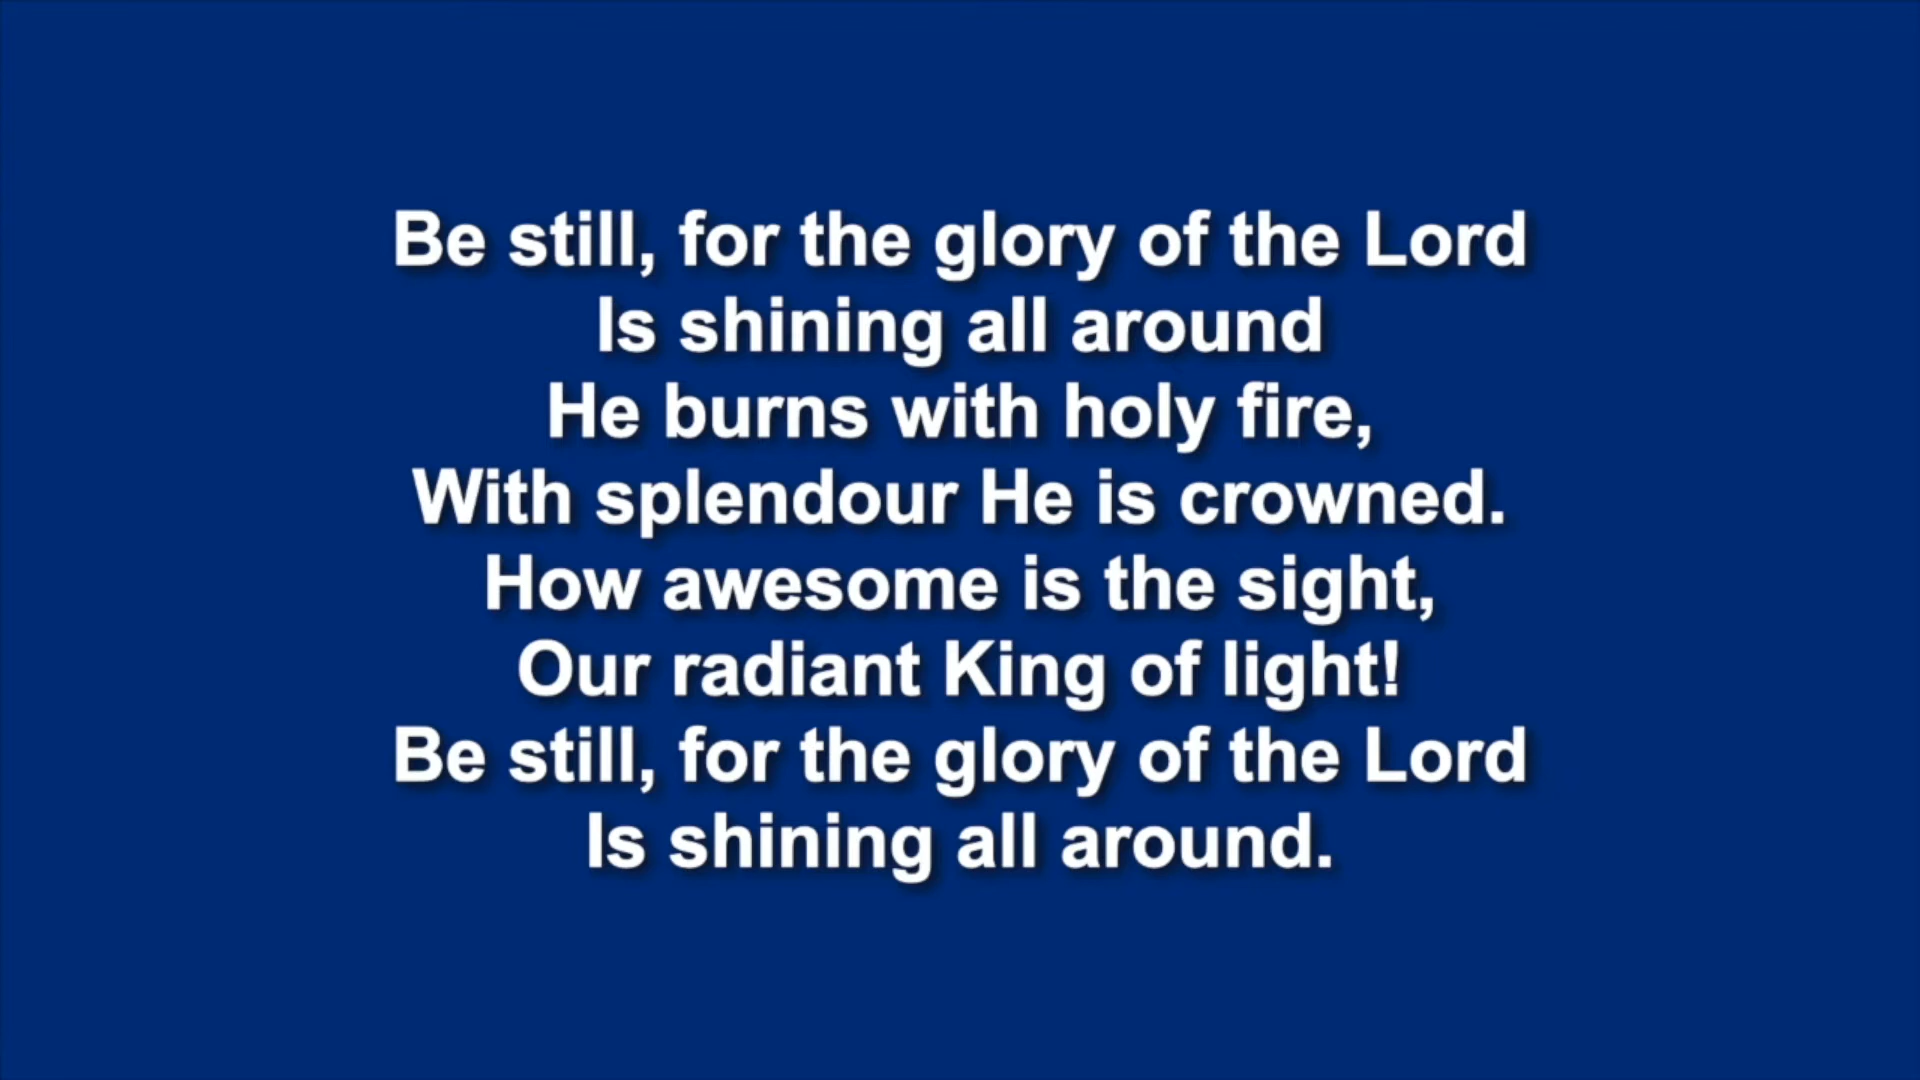 Be still, for the glory of the Lord
Is shining all around
He burns with holy fire,
With splendour He is crowned.
How awesome is the sight,
Our radiant King of light!
Be still, for the glory of the Lord
Is shining all around.